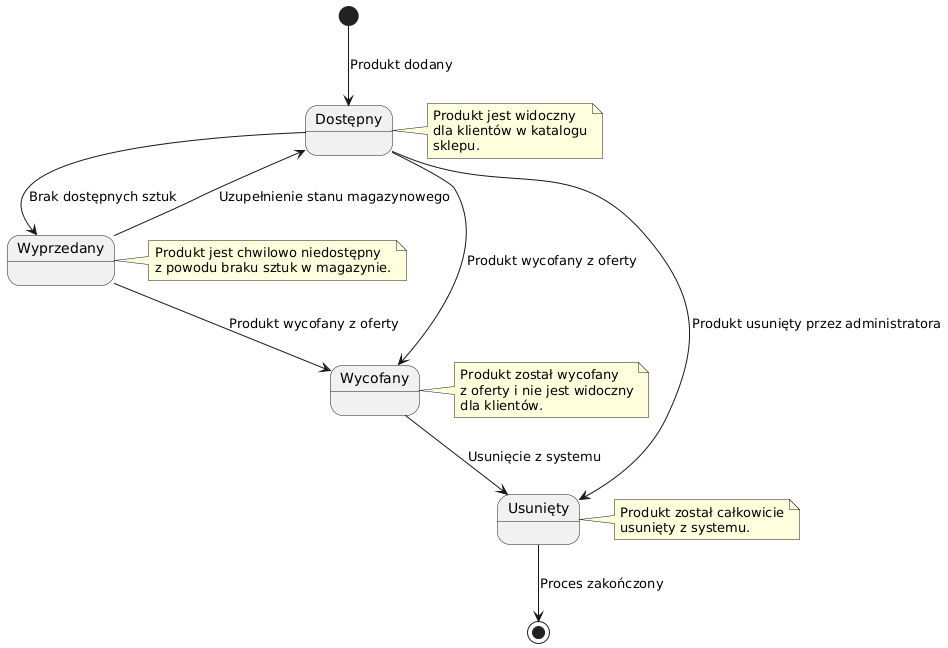 Produkt dodany
Dostępny
Produkt jest widoczny
dla klientów w katalogu
sklepu.
Brak dostępnych sztuk
Uzupełnienie stanu magazynowego
Wyprzedany
Produkt jest chwilowo niedostępny
z powodu braku sztuk w magazynie.
Produkt wycofany z oferty
Produkt wycofany z oferty
Produkt usunięty przez administratora
Wycofany
Produkt został wycofany
z oferty i nie jest widoczny
dla klientów.
Usunięcie z systemu
Usunięty
Produkt został całkowicie
usunięty z systemu.
Proces zakończony